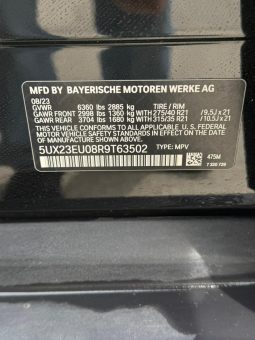 MFD BY BAYERISCHE MOTOREN WERKE AG
08/23 TIRE / RIM
GVWR 6360 lb 2885 kg
GAWR FRONT 2998 lb 1360 kg WITH 275/40 R21 / 9.5J x 21
GAWR REAR 3704 lb 1680 kg WITH 315/35 R21 / 10.5J x 21
THIS VEHICLE CONFORMS TO ALL APPLICABLE U. S. FEDERAL
MOTOR VEHICLE SAFETY STANDARDS IN EFFECT ON
THE DATE OF MANUFACTURE SHOWN ABOVE.
5UX23EU08R9T63502 TYPE: MPV 475M